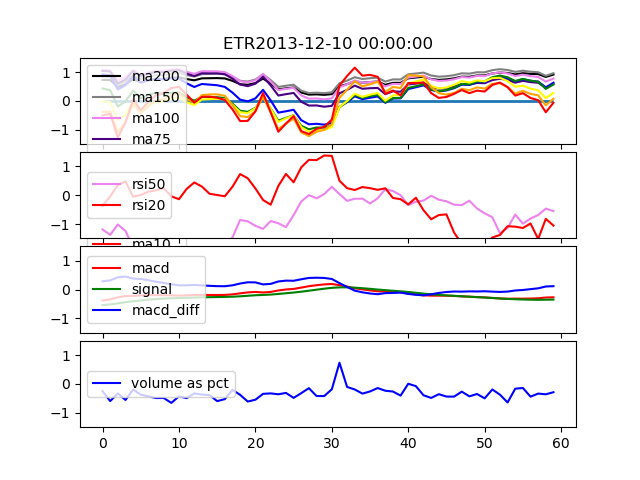 ETR2013-12-10 00:00:00
1
0
−1
ma200
ma150
ma100
ma75
1
0
−1
rsi50
rsi20
ma10
1
0
−1
macd
signal
macd_diff
1
0
−1
volume as pct
0 10 20 30 40 50 60